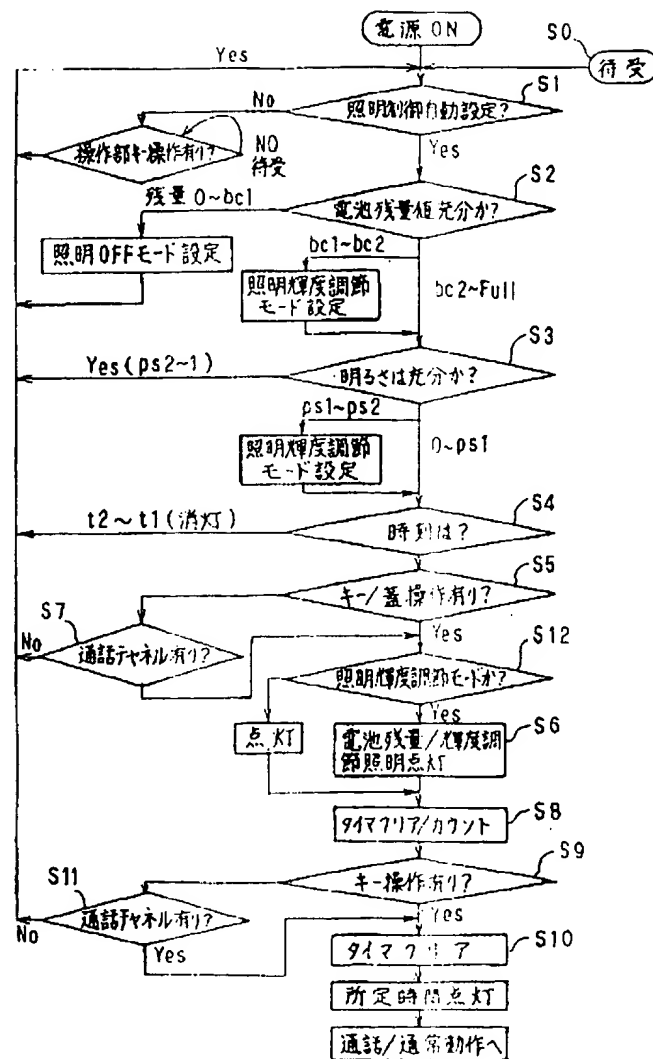 電源ON
S0
Yes
待受
S1
No
照明制御自動設定?
操作部キー操作有り?
NO
待受
Yes
S2
残量 0~bc1
電池残量値充分か?
照明OFFモード設定
bc1~bc2
照明輝度調節
モード設定
bc2~Full
S3
Yes(ps2~1)
明るさは充分か?
ps1~ps2
照明輝度調節
モード設定
0~ps1
S4
t2~t1(消灯)
時刻は?
S5
キー/蓋操作有り?
S7
No
通話チャネル有り?
Yes
S12
照明輝度調節モードか?
Yes
点灯
S6
電池残量/輝度調
節照明点灯
S8
タイマクリア/カウント
S9
キー操作有り?
S11
No
通話チャネル有り?
Yes
Yes
S10
タイマクリア
所定時間点灯
通話/通常動作へ